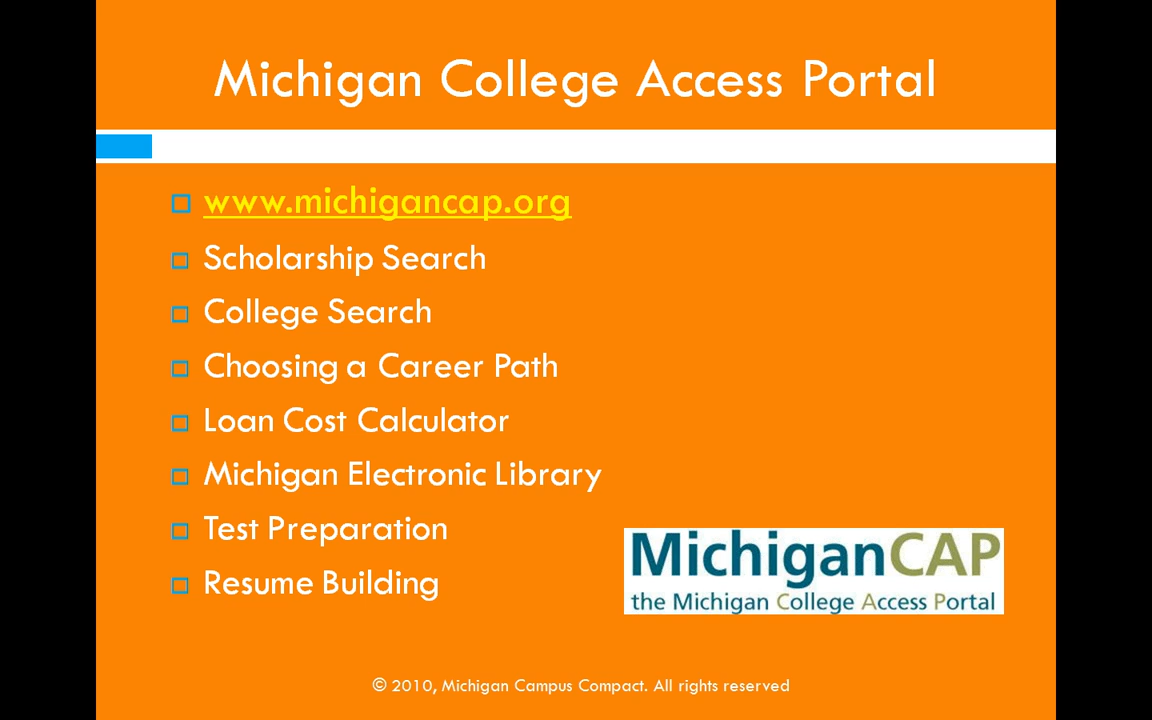 Michigan College Access Portal
www.michigancap.org
Scholarship Search
College Search
Choosing a Career Path
Loan Cost Calculator
Michigan Electronic Library
Test Preparation
Resume Building
MichiganCAP
the Michigan College Access Portal
© 2010, Michigan Campus Compact. All rights reserved